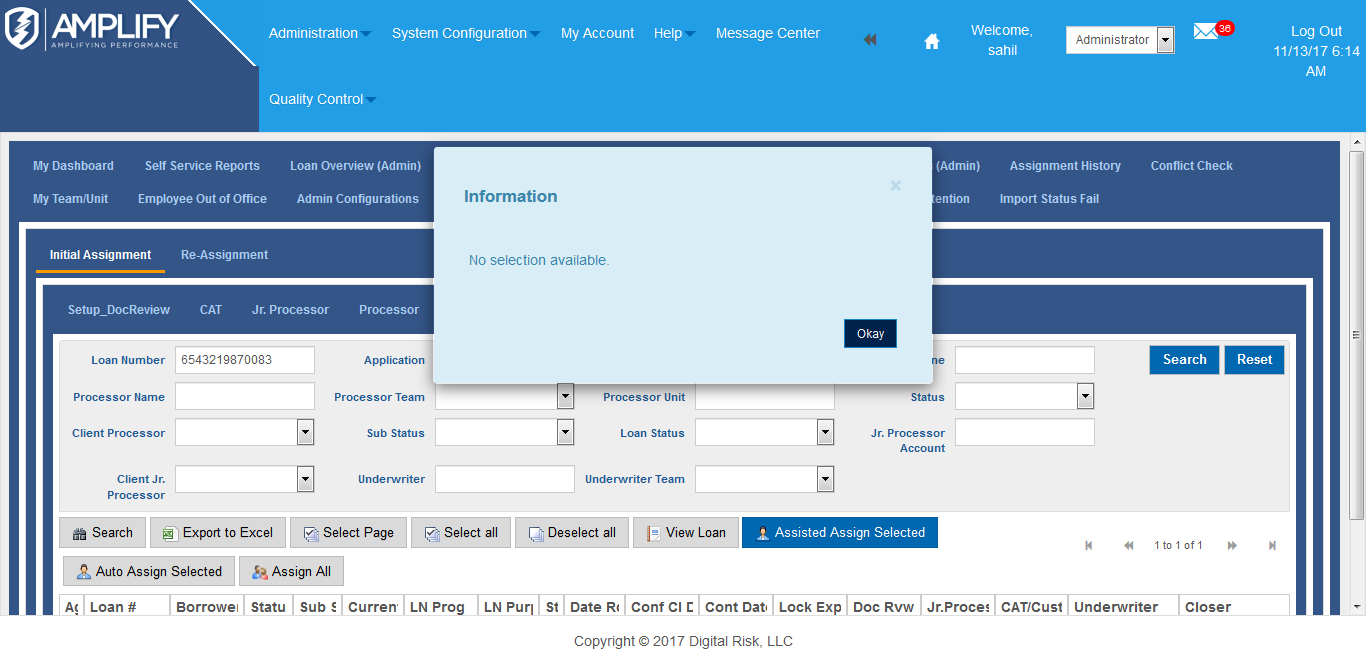 AMPLIFY
AMPLIFYING PERFORMANCE
Administration
System Configuration
My Account
Help
Message Center
Welcome,
sahil
Administrator
36
Log Out
11/13/17 6:14
AM
Quality Control
My Dashboard
Self Service Reports
Loan Overview (Admin)
(Admin)
Assignment History
Conflict Check
My Team/Unit
Employee Out of Office
Admin Configurations
Import Status Fail
Information
×
No selection available.
Okay
Initial Assignment
Re-Assignment
Setup_DocReview
CAT
Jr. Processor
Processor
Loan Number
6543219870083
Application
Search
Reset
Processor Name
Processor Team
Processor Unit
Status
Client Processor
Sub Status
Loan Status
Jr. Processor
Account
Client Jr.
Processor
Underwriter
Underwriter Team
Search
Export to Excel
Select Page
Select all
Deselect all
View Loan
Assisted Assign Selected
1 to 1 of 1
Auto Assign Selected
Assign All
Loan #
Borrowe
Statu
Sub S
Curren
LN Prog
LN Pur
St
Date R
Conf Cl D
Cont Dat
Lock Exp
Doc Rvw
Jr.Proces
CAT/Cust
Underwriter
Closer
Copyright © 2017 Digital Risk, LLC